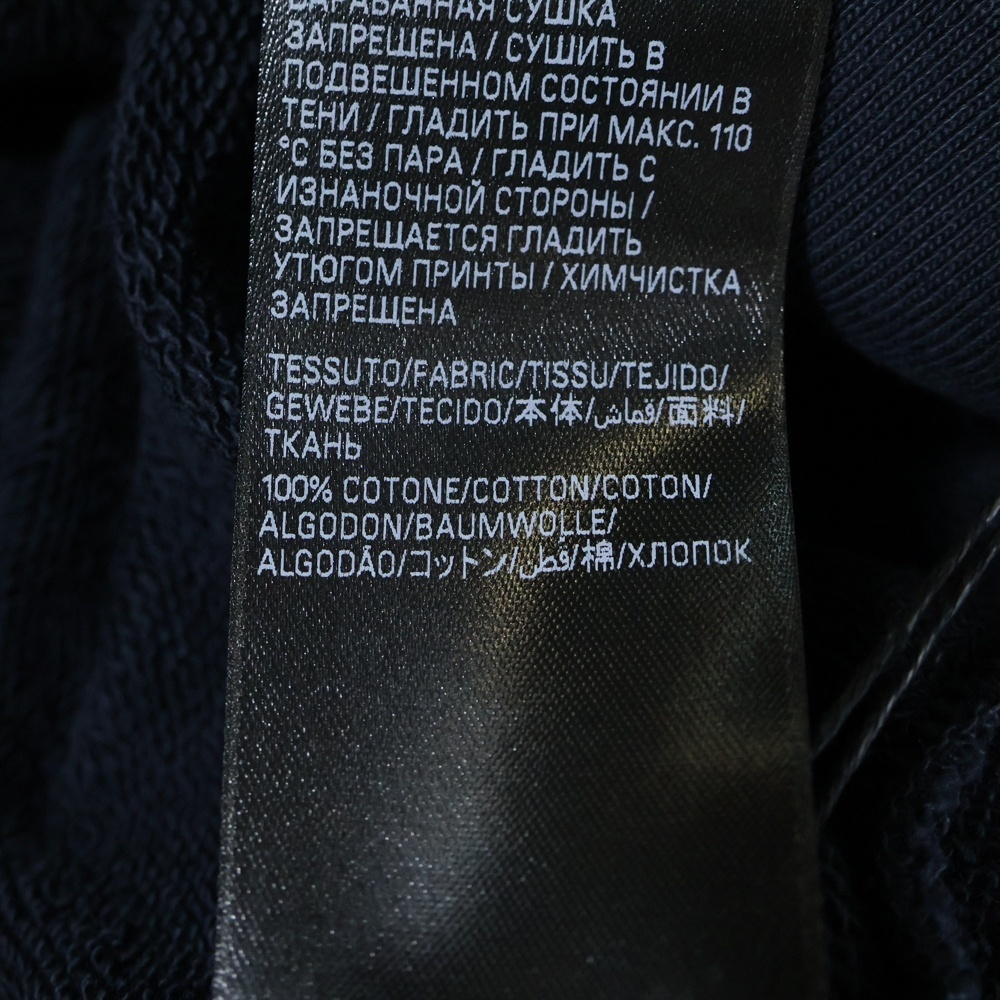 БАРАБАННАЯ СУШКА
ЗАПРЕЩЕНА / СУШИТЬ В
ПОДВЕШЕННОМ СОСТОЯНИИ В
ТЕНИ / ГЛАДИТЬ ПРИ МАКС. 110
°C БЕЗ ПАРА / ГЛАДИТЬ С
ИЗНАНОЧНОЙ СТОРОНЫ /
ЗАПРЕЩАЕТСЯ ГЛАДИТЬ
УТЮГОМ ПРИНТЫ / ХИМЧИСТКА
ЗАПРЕЩЕНА
TESSUTO/FABRIC/TISSU/TEJIDO/
GEWEBE/TECIDO/本体/قماش/面料/
ТКАНЬ
100% COTONE/COTTON/COTON/
ALGODON/BAUMWOLLE/
ALGODÃO/コットン/قطن/棉/ХЛОПОК